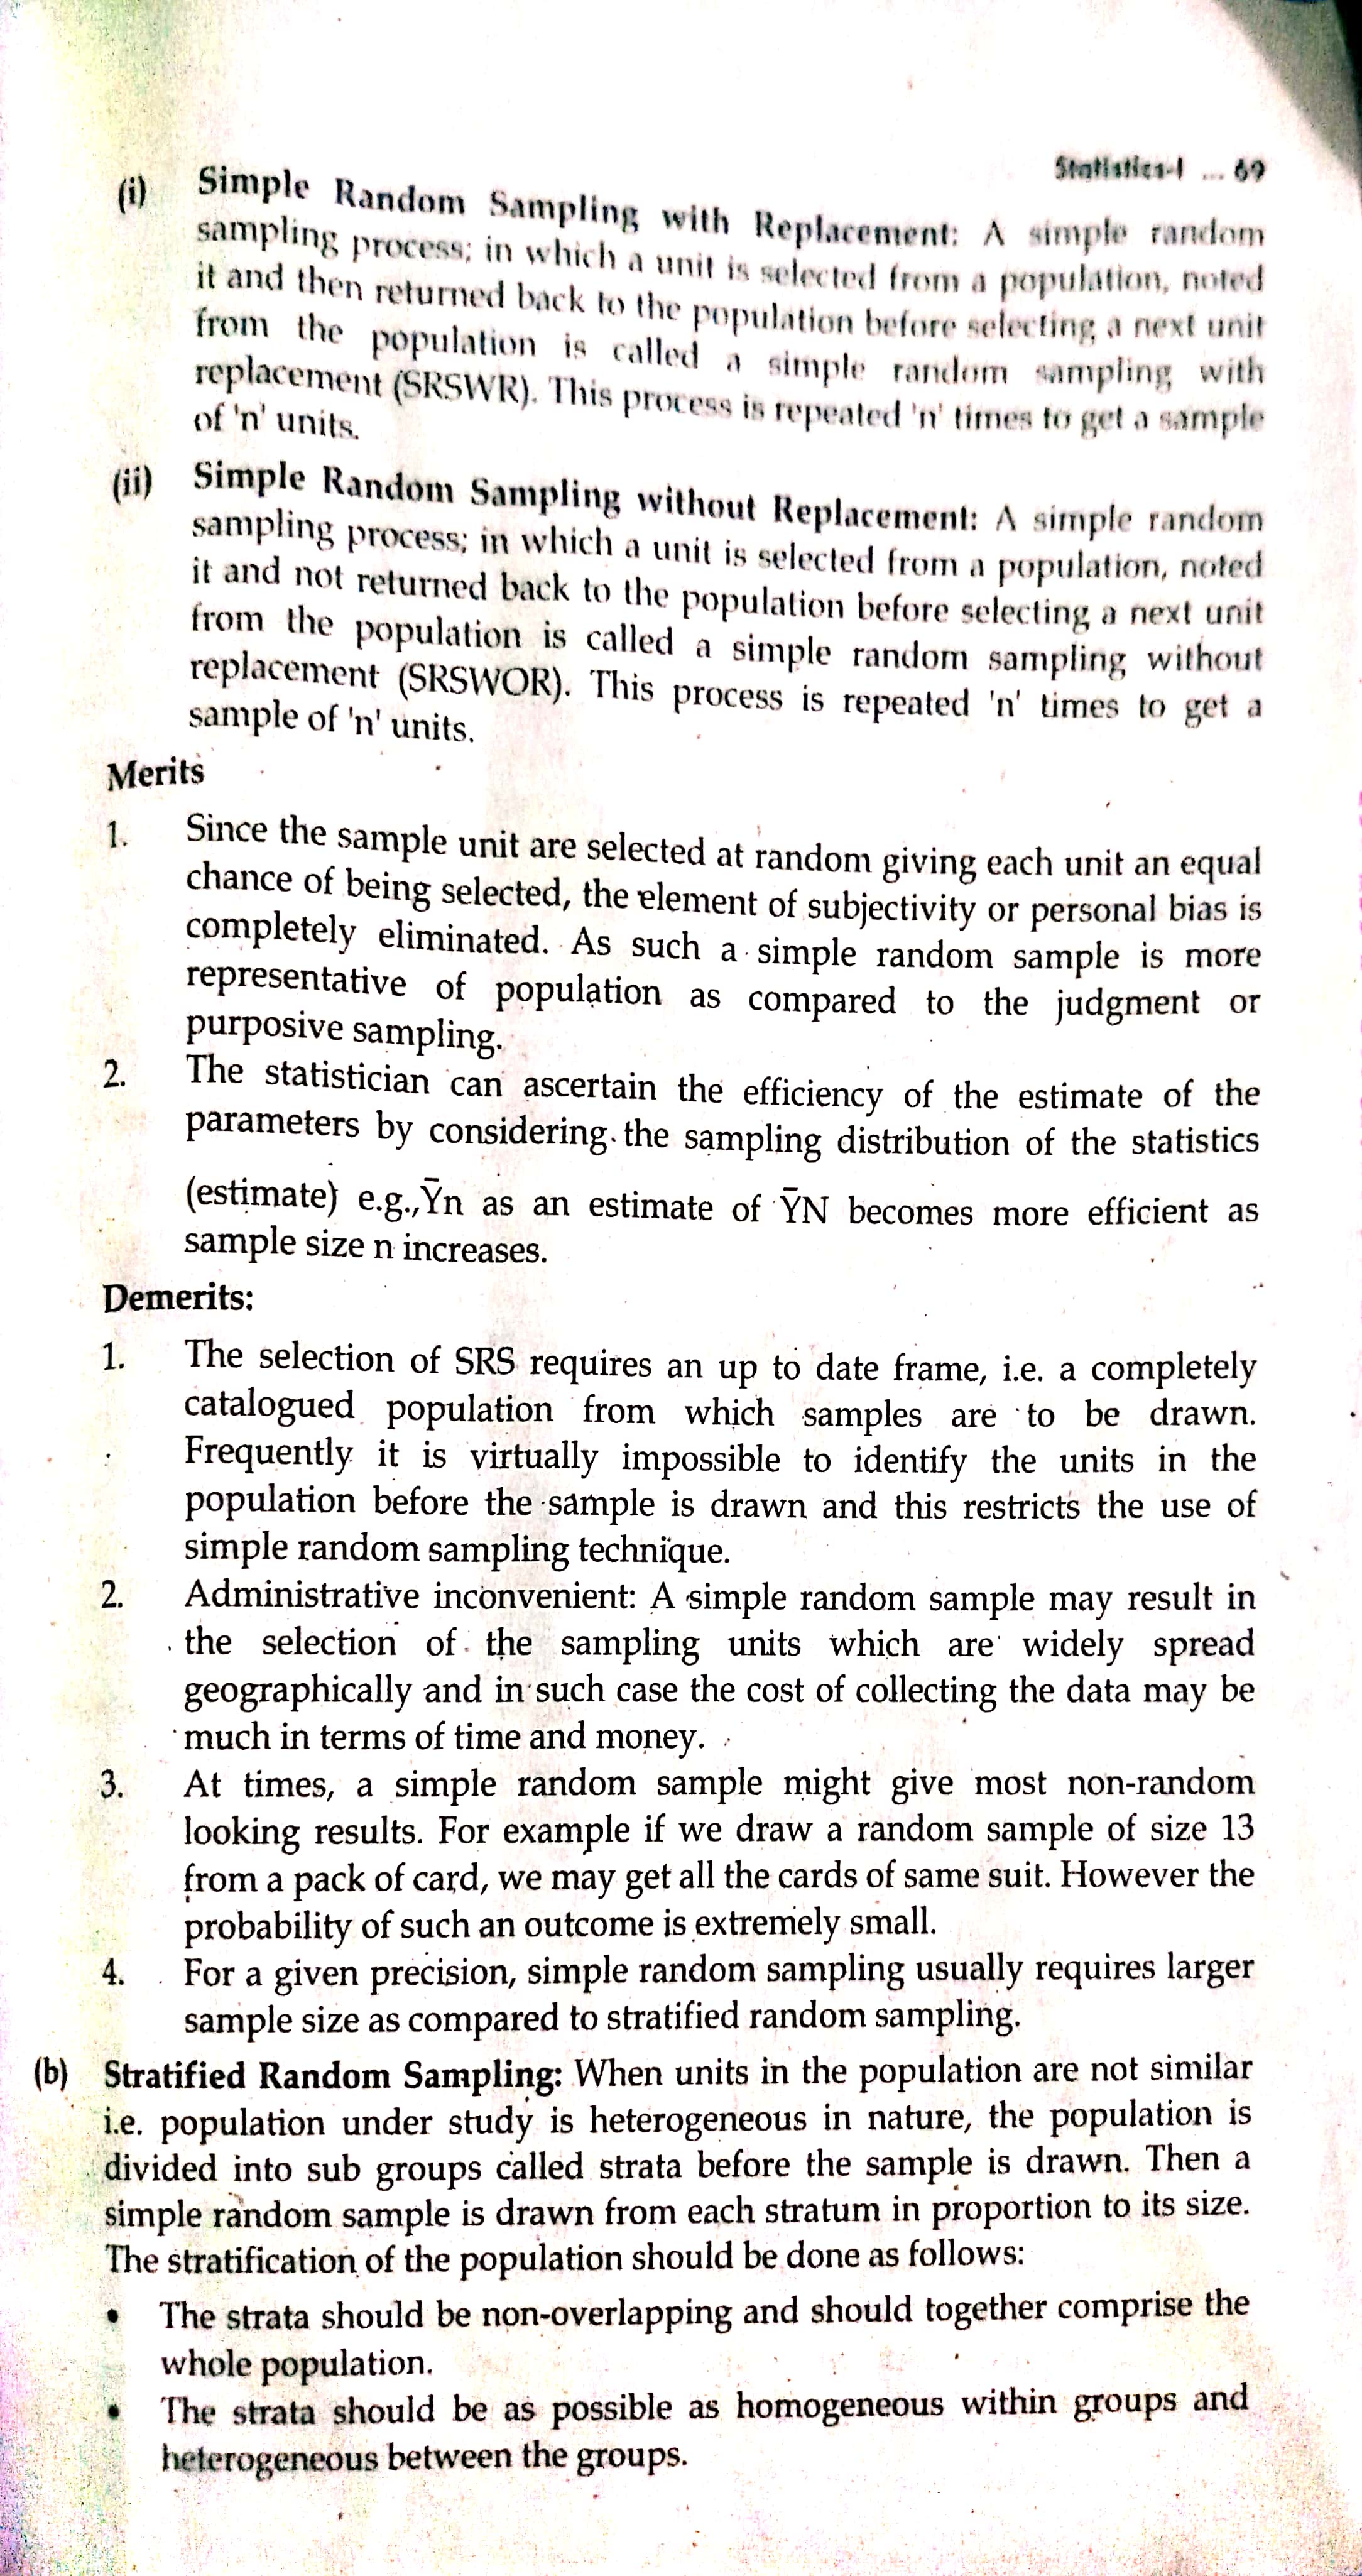 Statistics-I ... 69
(i) Simple Random Sampling with Replacement: A simple random
sampling process; in which a unit is selected from a population, noted
it and then returned back to the population before selecting a next unit
from the population is called a simple random sampling with
replacement (SRSWR). This process is repeated 'n' times to get a sample
of 'n' units.
(ii) Simple Random Sampling without Replacement: A simple random
sampling process; in which a unit is selected from a population, noted
it and not returned back to the population before selecting a next unit
from the population is called a simple random sampling without
replacement (SRSWOR). This process is repeated 'n' times to get a
sample of 'n' units.
Merits
1. Since the sample unit are selected at random giving each unit an equal
chance of being selected, the element of subjectivity or personal bias is
completely eliminated. As such a simple random sample is more
representative of population as compared to the judgment or
purposive sampling.
2. The statistician can ascertain the efficiency of the estimate of the
parameters by considering the sampling distribution of the statistics
(estimate) e.g., Ȳn as an estimate of ȲN becomes more efficient as
sample size n increases.
Demerits:
1. The selection of SRS requires an up to date frame, i.e. a completely
catalogued population from which samples are to be drawn.
Frequently it is virtually impossible to identify the units in the
population before the sample is drawn and this restricts the use of
simple random sampling technique.
2. Administrative inconvenient: A simple random sample may result in
the selection of the sampling units which are widely spread
geographically and in such case the cost of collecting the data may be
much in terms of time and money.
3. At times, a simple random sample might give most non-random
looking results. For example if we draw a random sample of size 13
from a pack of card, we may get all the cards of same suit. However the
probability of such an outcome is extremely small.
4. For a given precision, simple random sampling usually requires larger
sample size as compared to stratified random sampling.
(b) Stratified Random Sampling: When units in the population are not similar
i.e. population under study is heterogeneous in nature, the population is
divided into sub groups called strata before the sample is drawn. Then a
simple random sample is drawn from each stratum in proportion to its size.
The stratification of the population should be done as follows:
• The strata should be non-overlapping and should together comprise the
whole population.
• The strata should be as possible as homogeneous within groups and
heterogeneous between the groups.